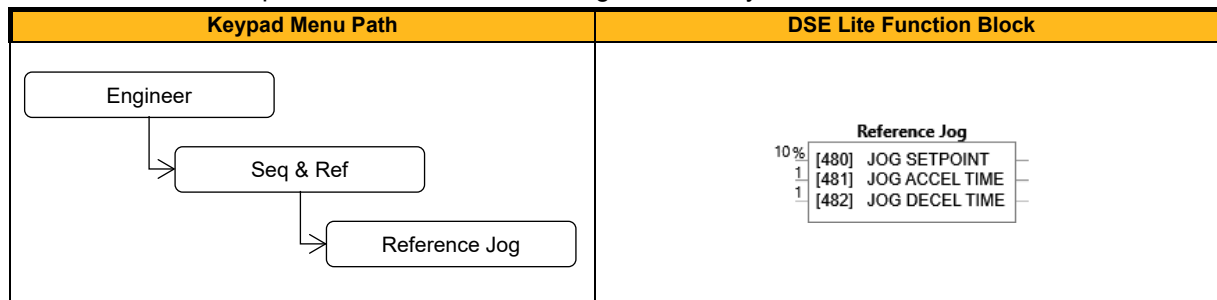 Keypad Menu Path
DSE Lite Function Block
Engineer
Seq & Ref
Reference Jog
Reference Jog
10 % [480] JOG SETPOINT
1 [481] JOG ACCEL TIME
1 [482] JOG DECEL TIME